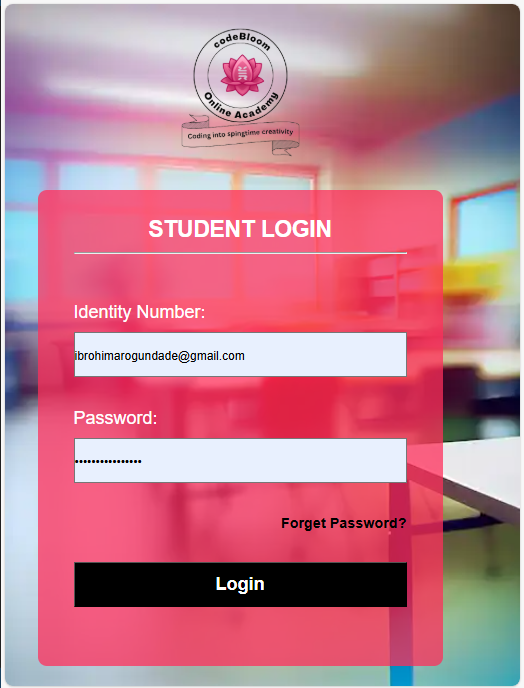 codeBloom
Online Academy
Coding into spingtime creativity
STUDENT LOGIN
Identity Number:
ibrohimarogundade@gmail.com
Password:
••••••••••••••••
Forget Password?
Login